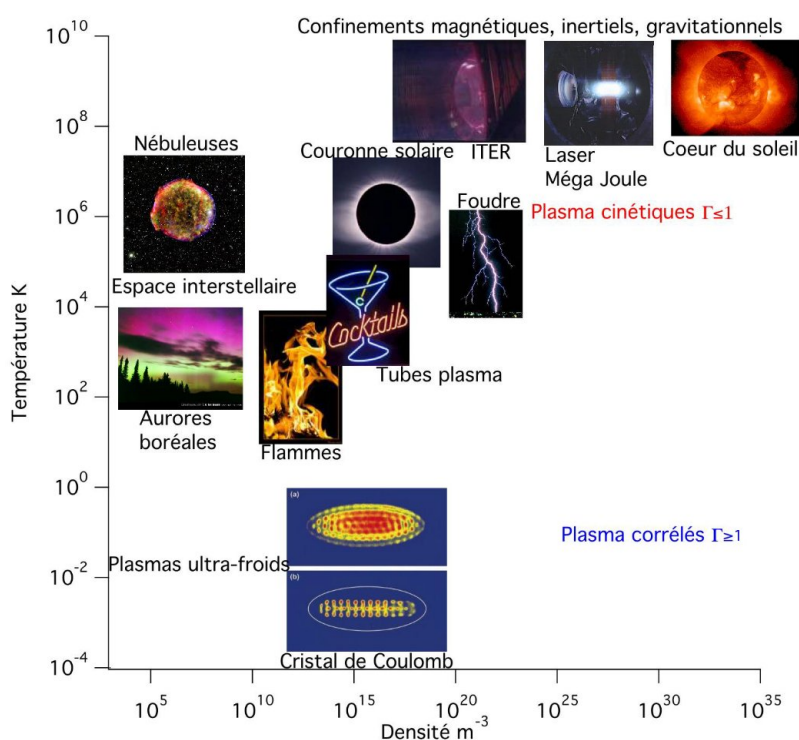 Confinements magnétiques, inertiels, gravitationnels
10^10
10^8
10^6
10^4
10^2
10^0
10^-2
10^-4
Température K
Nébuleuses
Couronne solaire
ITER
Laser
Méga Joule
Coeur du soleil
Foudre
Plasma cinétiques Γ≤1
Espace interstellaire
Cocktails
Tubes plasma
Aurores
boréales
Flammes
(a)
Plasma corrélés Γ≥1
Plasmas ultra-froids
(b)
Cristal de Coulomb
10^5
10^10
10^15
10^20
10^25
10^30
10^35
Densité m^-3